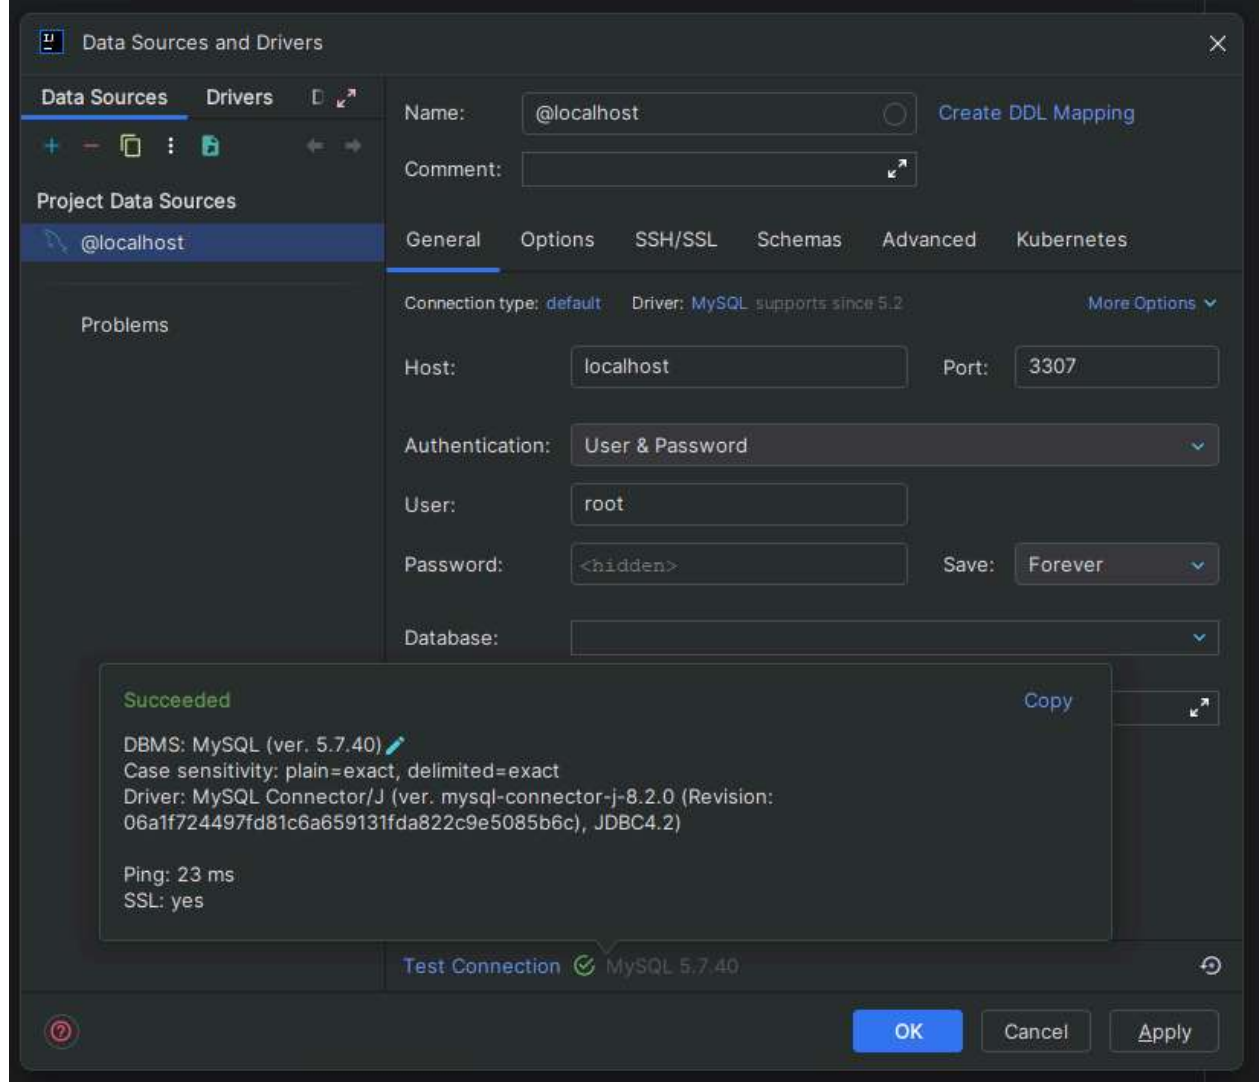 Data Sources and Drivers
Data Sources Drivers D
Name: @localhost Create DDL Mapping
Comment:
Project Data Sources
@localhost
Problems
General Options SSH/SSL Schemas Advanced Kubernetes
Connection type: default Driver: MySQL supports since 5.2 More Options
Host: localhost Port: 3307
Authentication: User & Password
User: root
Password: <hidden> Save: Forever
Database:
Succeeded Copy
DBMS: MySQL (ver. 5.7.40)
Case sensitivity: plain=exact, delimited=exact
Driver: MySQL Connector/J (ver. mysql-connector-j-8.2.0 (Revision:
06a1f724497fd81c6a659131fda822c9e5085b6c), JDBC4.2)
Ping: 23 ms
SSL: yes
Test Connection MySQL 5.7.40
OK Cancel Apply